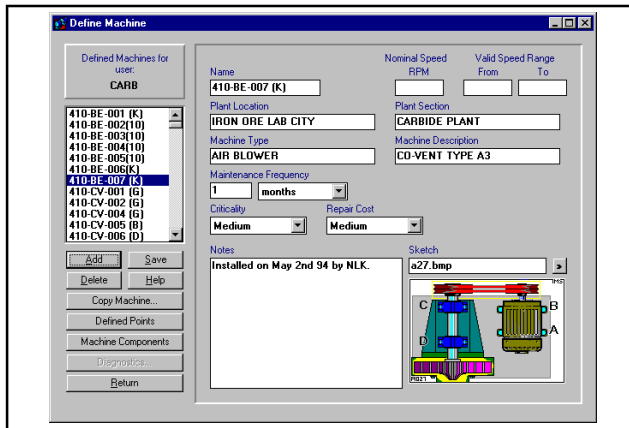 Define Machine
Defined Machines for
user:
CARB
410-BE-001 (K)
410-BE-002(10)
410-BE-003(10)
410-BE-004(10)
410-BE-005(10)
410-BE-006(K)
410-BE-007 (K)
410-CV-001 (G)
410-CV-002 (G)
410-CV-004 (G)
410-CV-005 (B)
410-CV-006 (D)
Add Save
Delete Help
Copy Machine...
Defined Points
Machine Components
Diagnostics...
Return
Nominal Speed Valid Speed Range
Name RPM From To
410-BE-007 (K)
Plant Location Plant Section
IRON ORE LAB CITY CARBIDE PLANT
Machine Type Machine Description
AIR BLOWER CO-VENT TYPE A3
Maintenance Frequency
1 months
Criticality Repair Cost
Medium Medium
Notes Sketch
Installed on May 2nd 94 by NLK. a27.bmp
TMS
C B
A
D